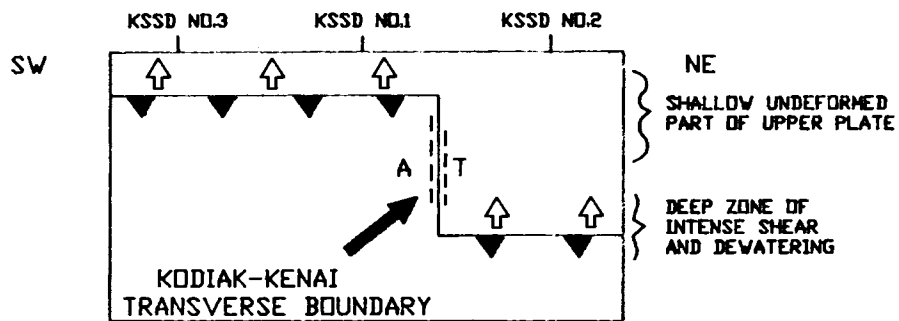 KSSD NO.3 KSSD NO.1 KSSD NO.2
SW NE
SHALLOW UNDEFORMED
PART OF UPPER PLATE
A T
DEEP ZONE OF
INTENSE SHEAR
AND DEWATERING
KODIAK-KENAI
TRANSVERSE BOUNDARY